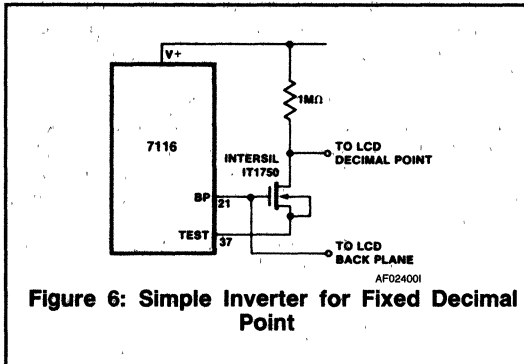 V+
1MΩ
7116
INTERSIL
IT1750
TO LCD
DECIMAL POINT
BP
21
TEST
37
TO LCD
BACK PLANE
AF02400I
Figure 6: Simple Inverter for Fixed Decimal
Point